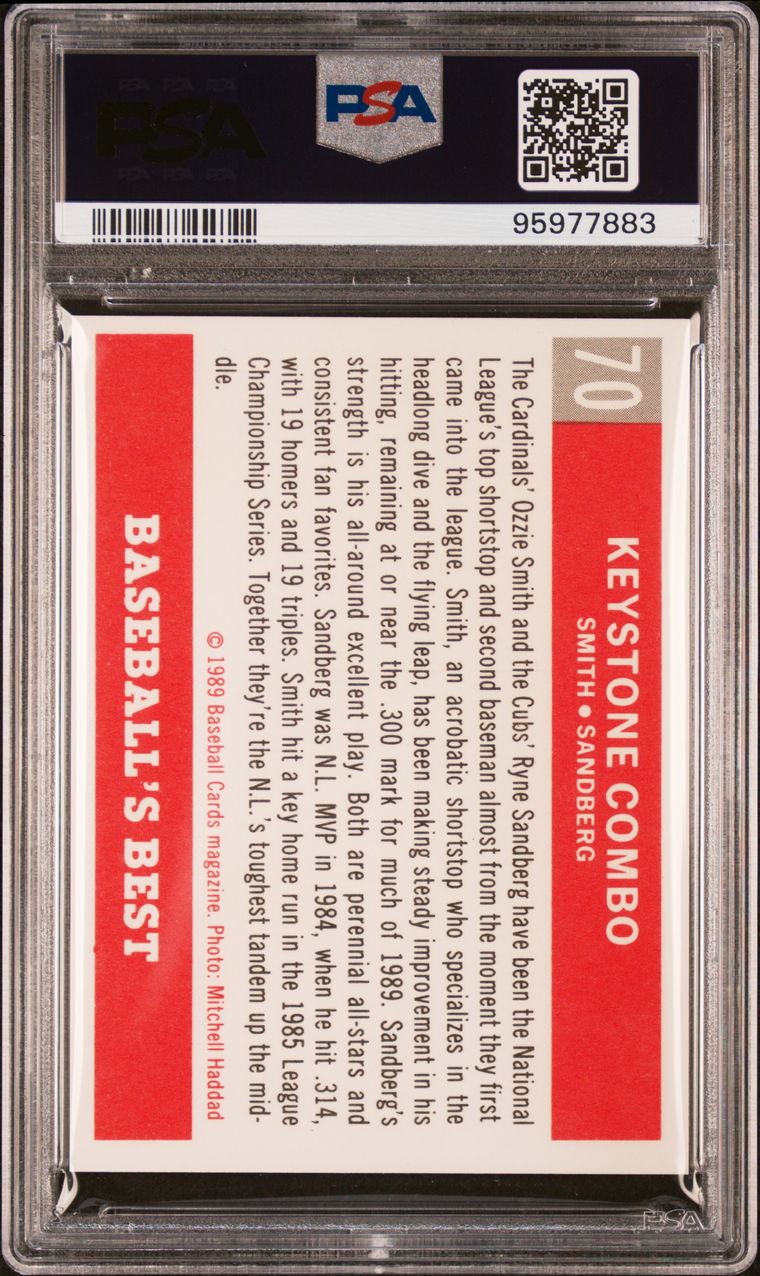 PSA PSA PSA
PSA
PSA PSA PSA
PSA
95977883
70
KEYSTONE COMBO
SMITH • SANDBERG
The Cardinals' Ozzie Smith and the Cubs' Ryne Sandberg have been the National
League's top shortstop and second baseman almost from the moment they first
came into the league. Smith, an acrobatic shortstop who specializes in the
headlong dive and the flying leap, has been making steady improvement in his
hitting, remaining at or near the .300 mark for much of 1989. Sandberg's
strength is his all-around excellent play. Both are perennial all-stars and
consistent fan favorites. Sandberg was N.L. MVP in 1984, when he hit .314,
with 19 homers and 19 triples. Smith hit a key home run in the 1985 League
Championship Series. Together they're the N.L.'s toughest tandem up the mid-
dle.
© 1989 Baseball Cards magazine. Photo: Mitchell Haddad
BASEBALL'S BEST
PSA